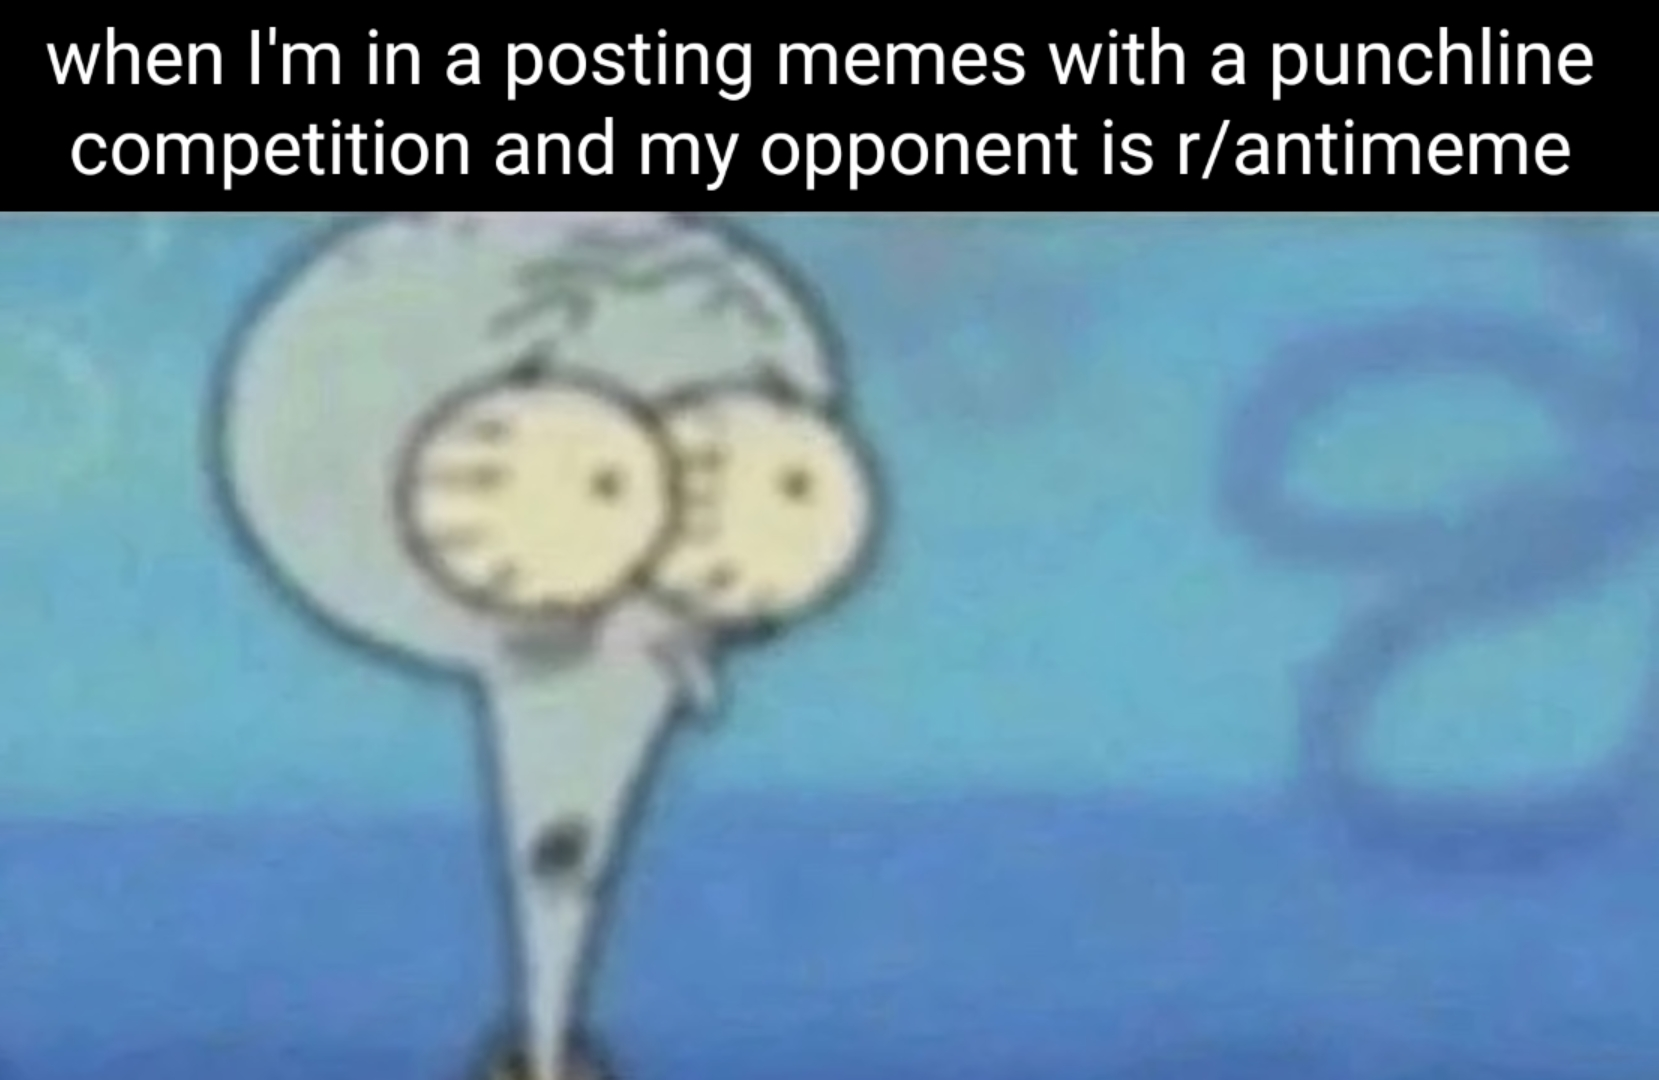 when I'm in a posting memes with a punchline
competition and my opponent is r/antimeme